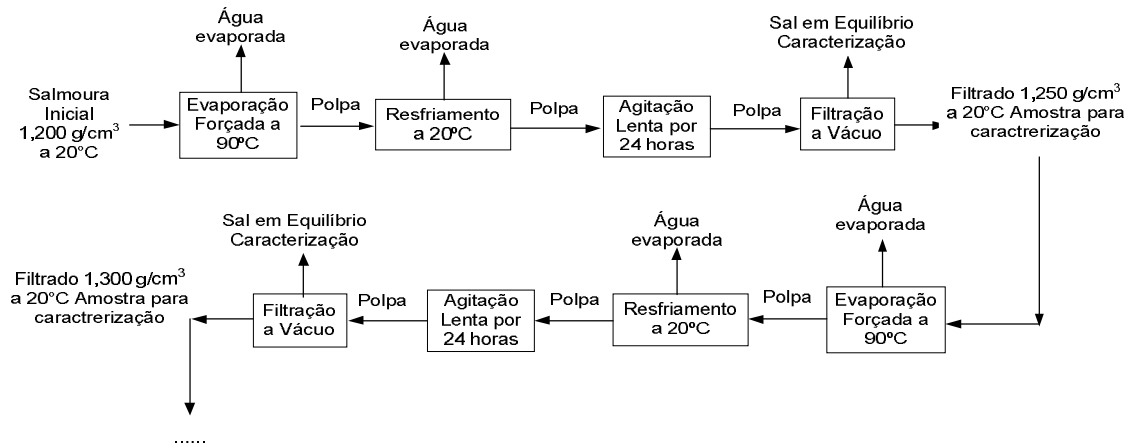 Água
evaporada
Água
evaporada
Sal em Equilíbrio
Caracterização
Salmoura
Inicial
1,200 g/cm³
a 20°C
Evaporação
Forçada a
90ºC
Polpa
Resfriamento
a 20ºC
Polpa
Agitação
Lenta por
24 horas
Polpa
Filtração
a Vácuo
Filtrado 1,250 g/cm³
a 20°C Amostra para
caractrerização
Filtrado 1,300 g/cm³
a 20°C Amostra para
caractrerização
Sal em Equilíbrio
Caracterização
Filtração
a Vácuo
Polpa
Agitação
Lenta por
24 horas
Polpa
Água
evaporada
Resfriamento
a 20ºC
Polpa
Água
evaporada
Evaporação
Forçada a
90ºC
......